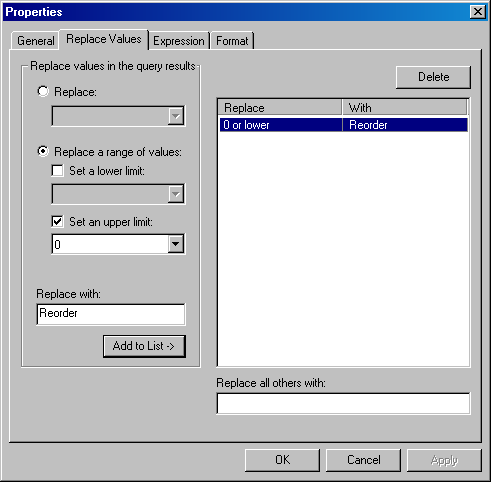 Properties
General Replace Values Expression Format
Replace values in the query results
Delete
Replace:
Replace With
0 or lower Reorder
Replace a range of values:
Set a lower limit:
Set an upper limit:
0
Replace with:
Reorder
Add to List ->
Replace all others with:
OK Cancel Apply